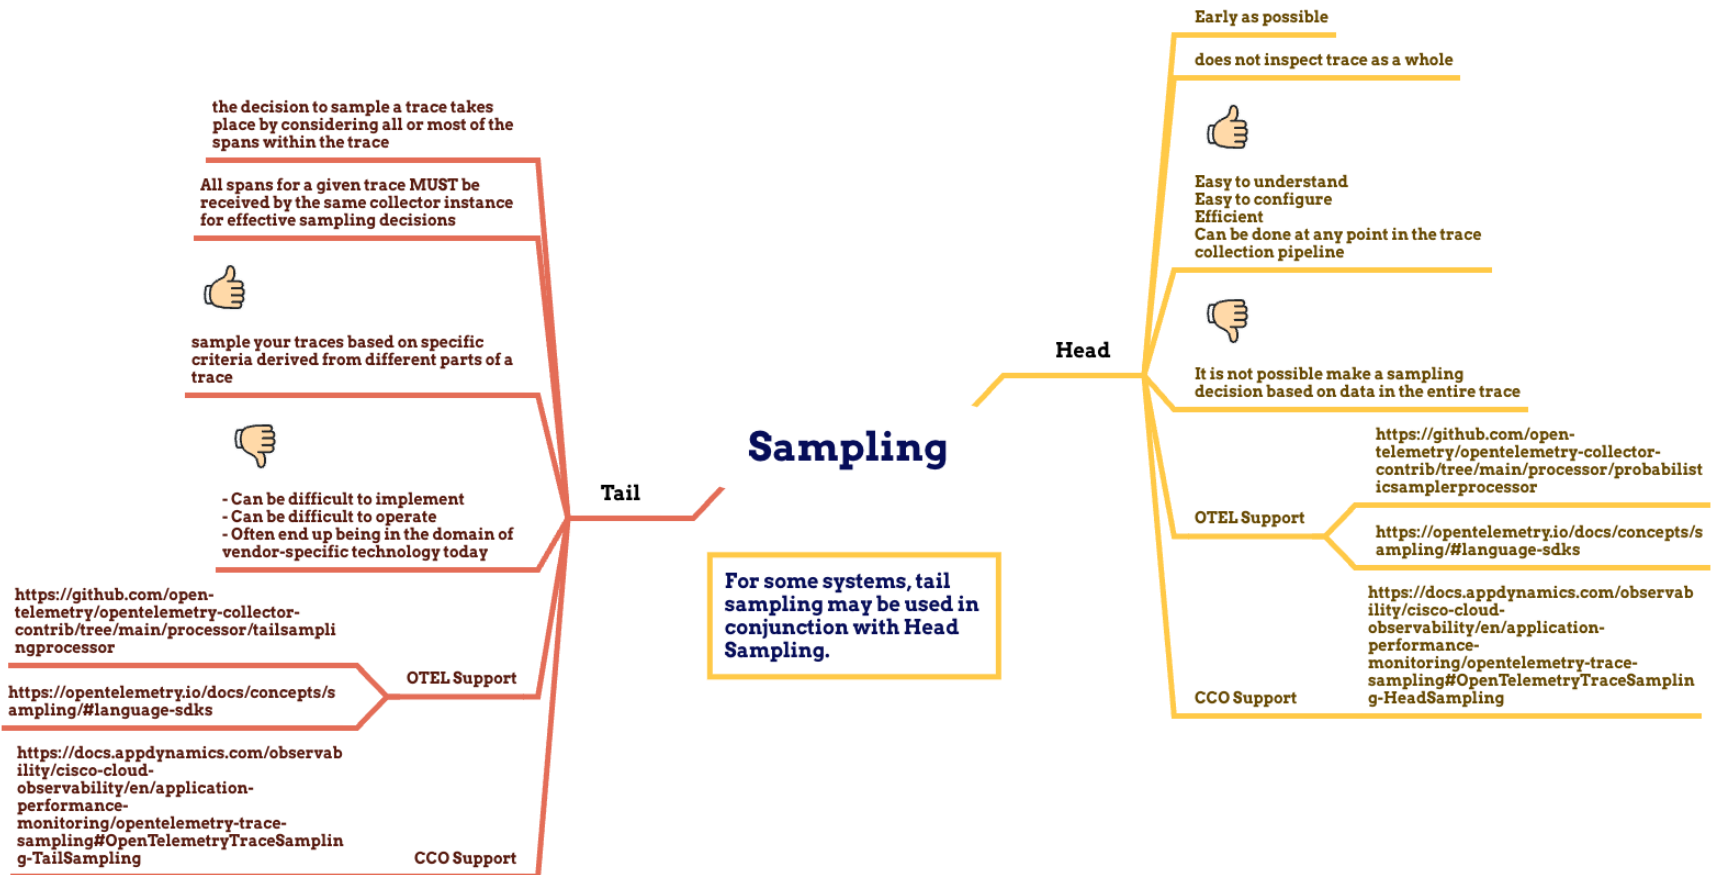 Sampling
For some systems, tail
sampling may be used in
conjunction with Head
Sampling.
Head
Early as possible
does not inspect trace as a whole
Easy to understand
Easy to configure
Efficient
Can be done at any point in the trace
collection pipeline
It is not possible make a sampling
decision based on data in the entire trace
OTEL Support
https://github.com/open-
telemetry/opentelemetry-collector-
contrib/tree/main/processor/probabilist
icsamplerprocessor
https://opentelemetry.io/docs/concepts/s
ampling/#language-sdks
CCO Support
https://docs.appdynamics.com/observab
ility/cisco-cloud-
observability/en/application-
performance-
monitoring/opentelemetry-trace-
sampling#OpenTelemetryTraceSamplin
g-HeadSampling
Tail
the decision to sample a trace takes
place by considering all or most of the
spans within the trace
All spans for a given trace MUST be
received by the same collector instance
for effective sampling decisions
sample your traces based on specific
criteria derived from different parts of a
trace
- Can be difficult to implement
- Can be difficult to operate
- Often end up being in the domain of
vendor-specific technology today
OTEL Support
https://github.com/open-
telemetry/opentelemetry-collector-
contrib/tree/main/processor/tailsampli
ngprocessor
https://opentelemetry.io/docs/concepts/s
ampling/#language-sdks
CCO Support
https://docs.appdynamics.com/observab
ility/cisco-cloud-
observability/en/application-
performance-
monitoring/opentelemetry-trace-
sampling#OpenTelemetryTraceSamplin
g-TailSampling